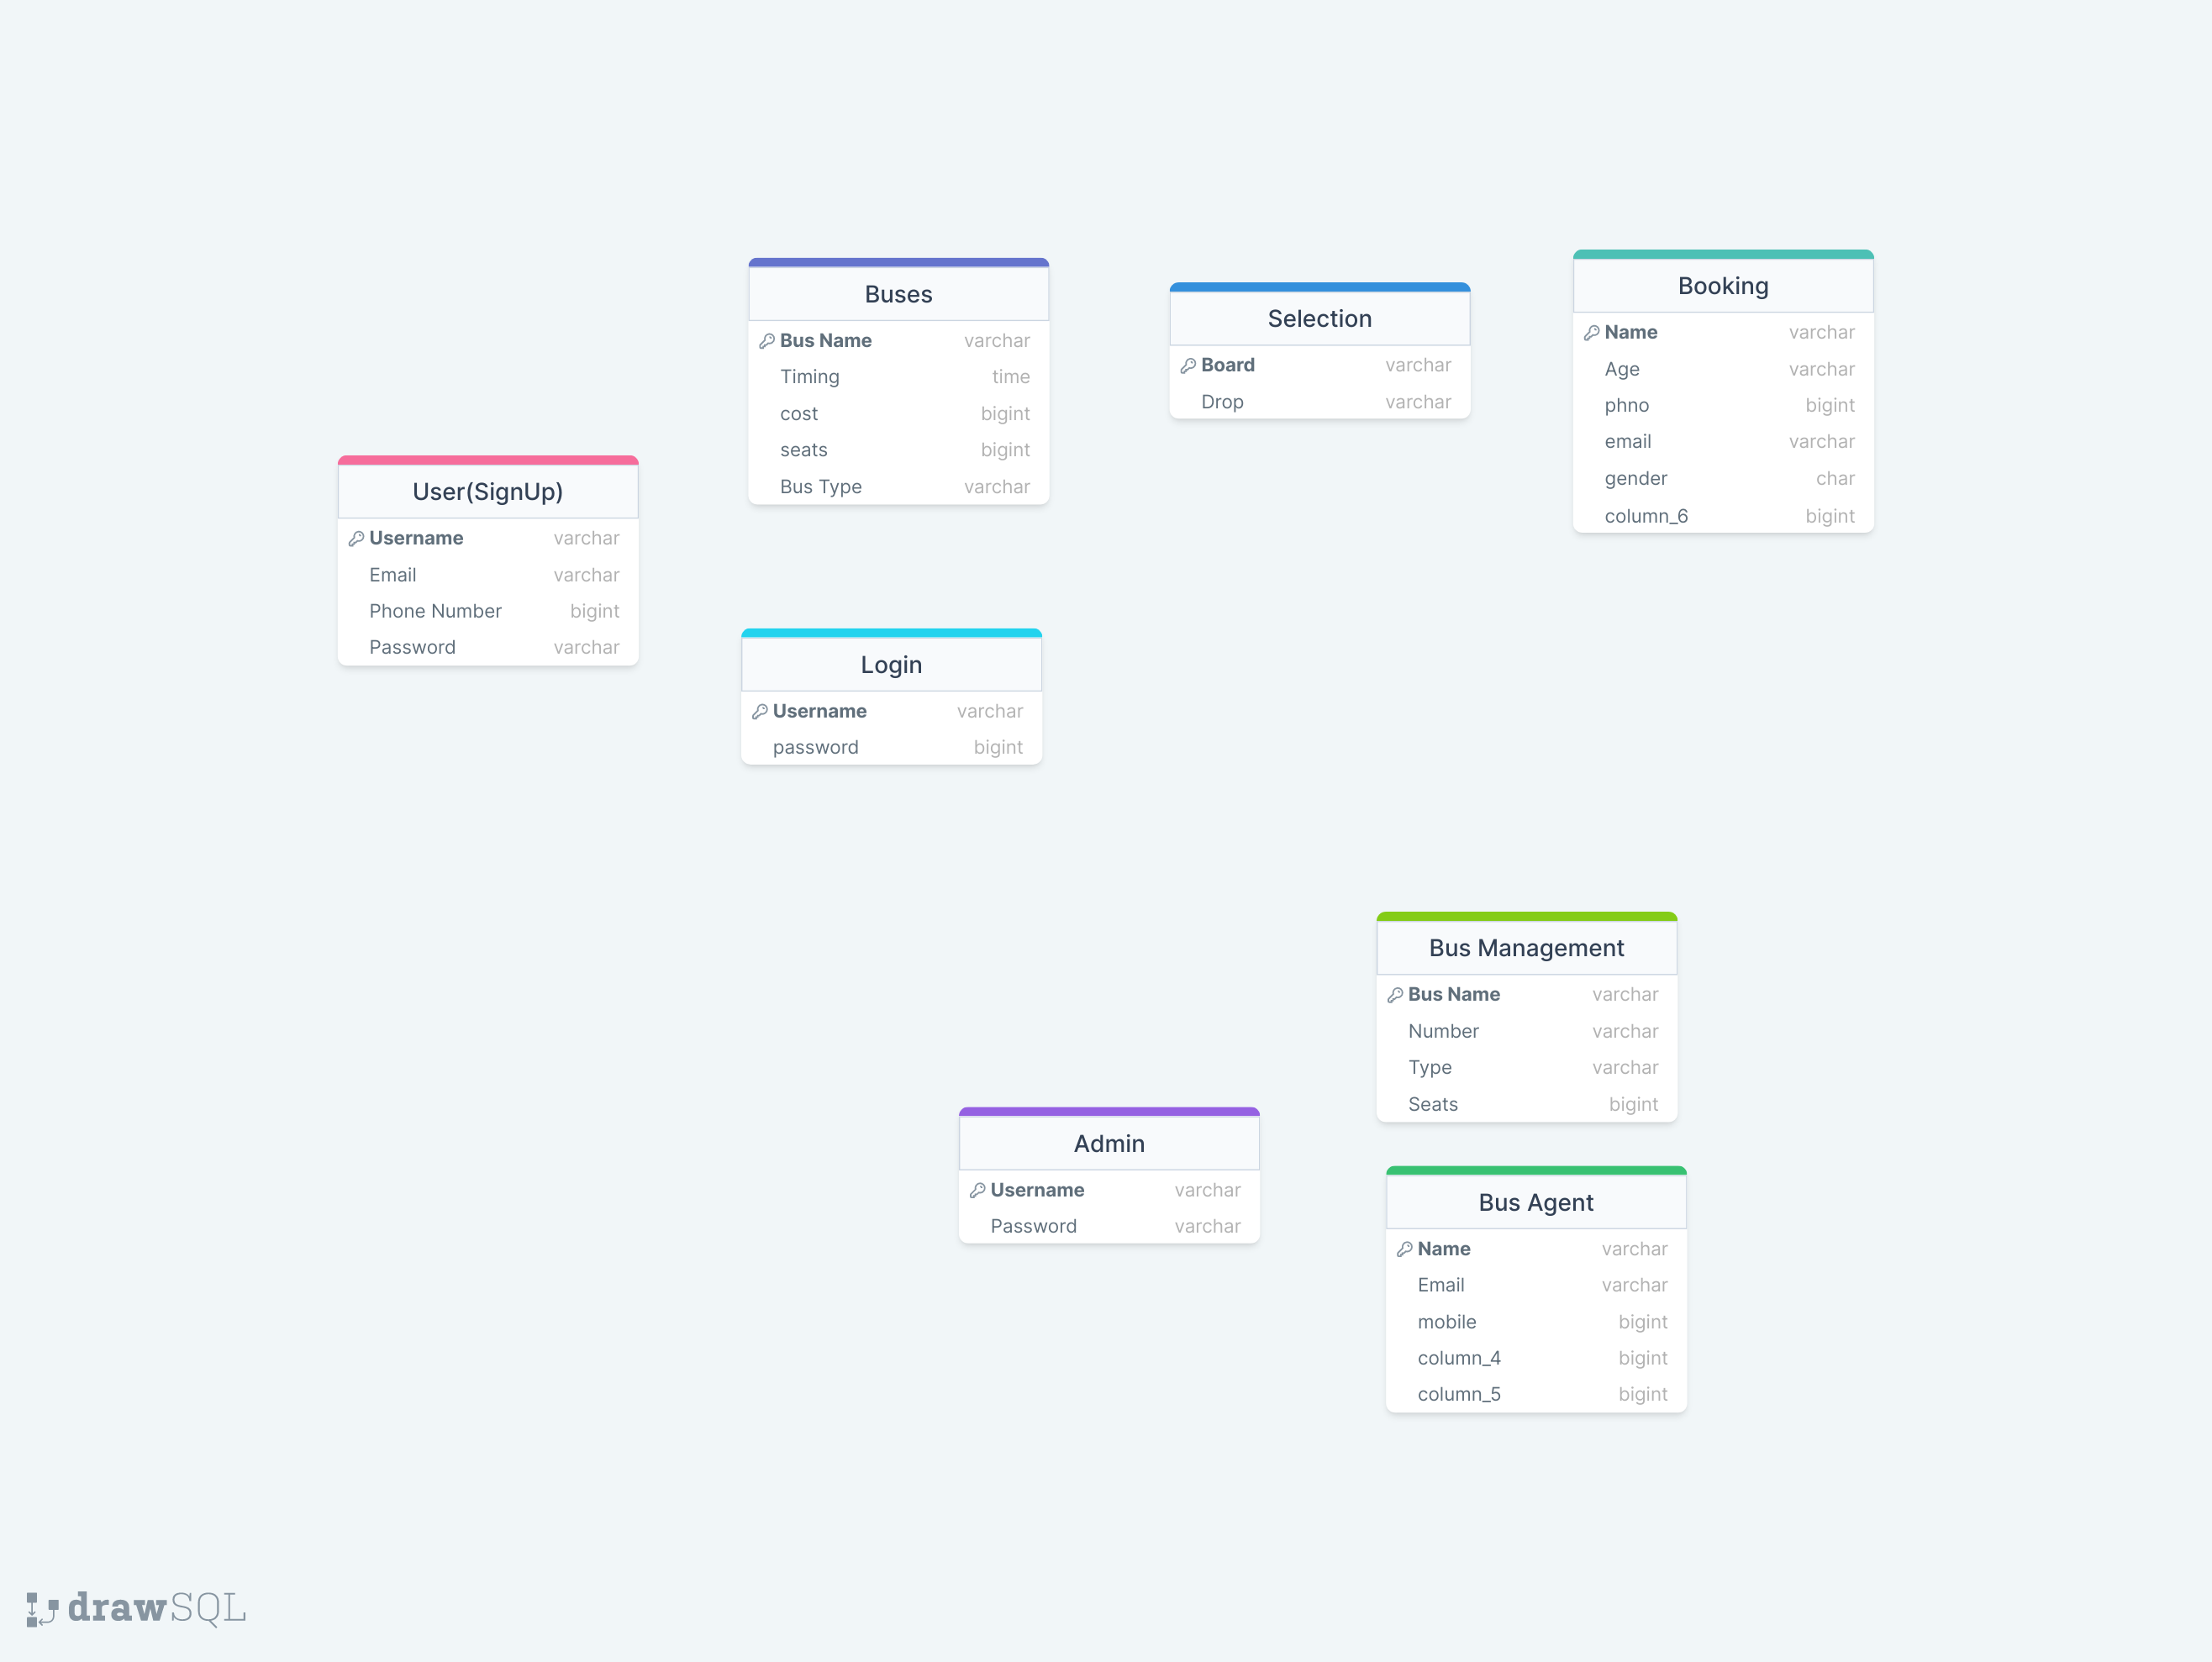 Buses
Bus Name varchar
Timing time
cost bigint
seats bigint
Bus Type varchar
Selection
Board varchar
Drop varchar
Booking
Name varchar
Age varchar
phno bigint
email varchar
gender char
column_6 bigint
User(SignUp)
Username varchar
Email varchar
Phone Number bigint
Password varchar
Login
Username varchar
password bigint
Bus Management
Bus Name varchar
Number varchar
Type varchar
Seats bigint
Admin
Username varchar
Password varchar
Bus Agent
Name varchar
Email varchar
mobile bigint
column_4 bigint
column_5 bigint
drawSQL